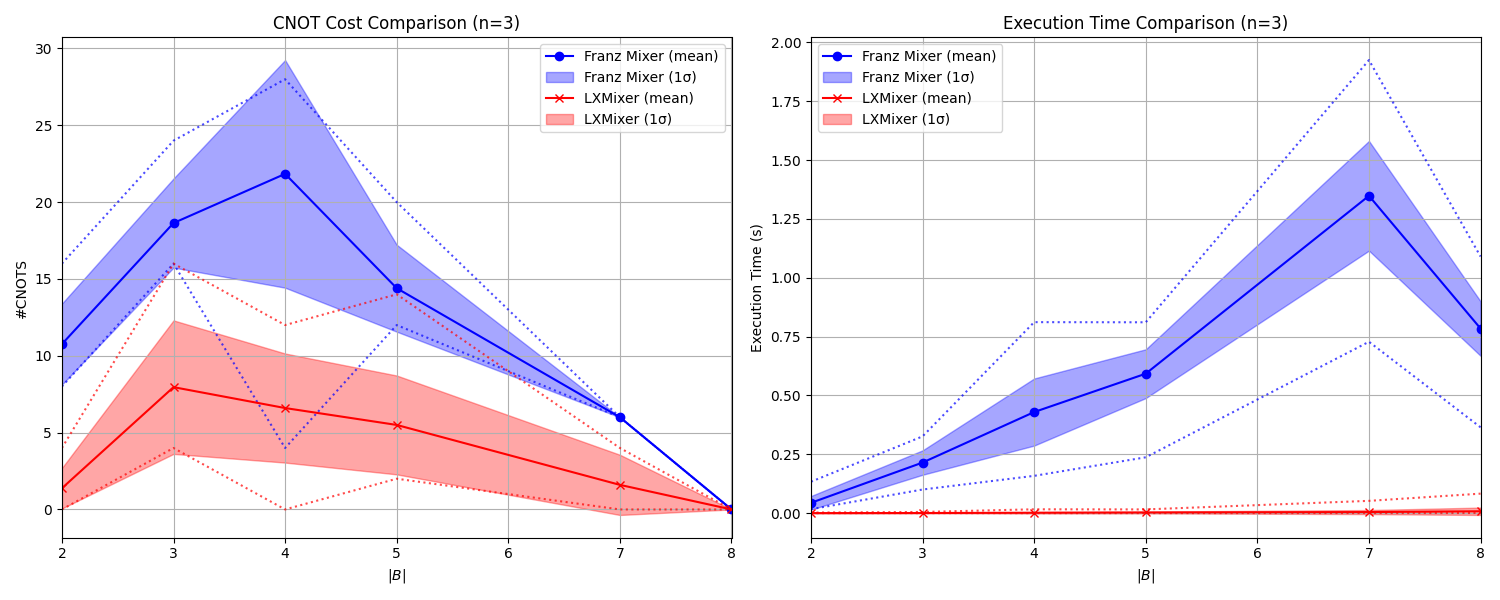 CNOT Cost Comparison (n=3)
30
25
20
15
10
5
0
#CNOTS
2 3 4 5 6 7 8
|B|
Franz Mixer (mean)
Franz Mixer (1σ)
LXMixer (mean)
LXMixer (1σ)
Execution Time Comparison (n=3)
2.00
1.75
1.50
1.25
1.00
0.75
0.50
0.25
0.00
Execution Time (s)
2 3 4 5 6 7 8
|B|
Franz Mixer (mean)
Franz Mixer (1σ)
LXMixer (mean)
LXMixer (1σ)